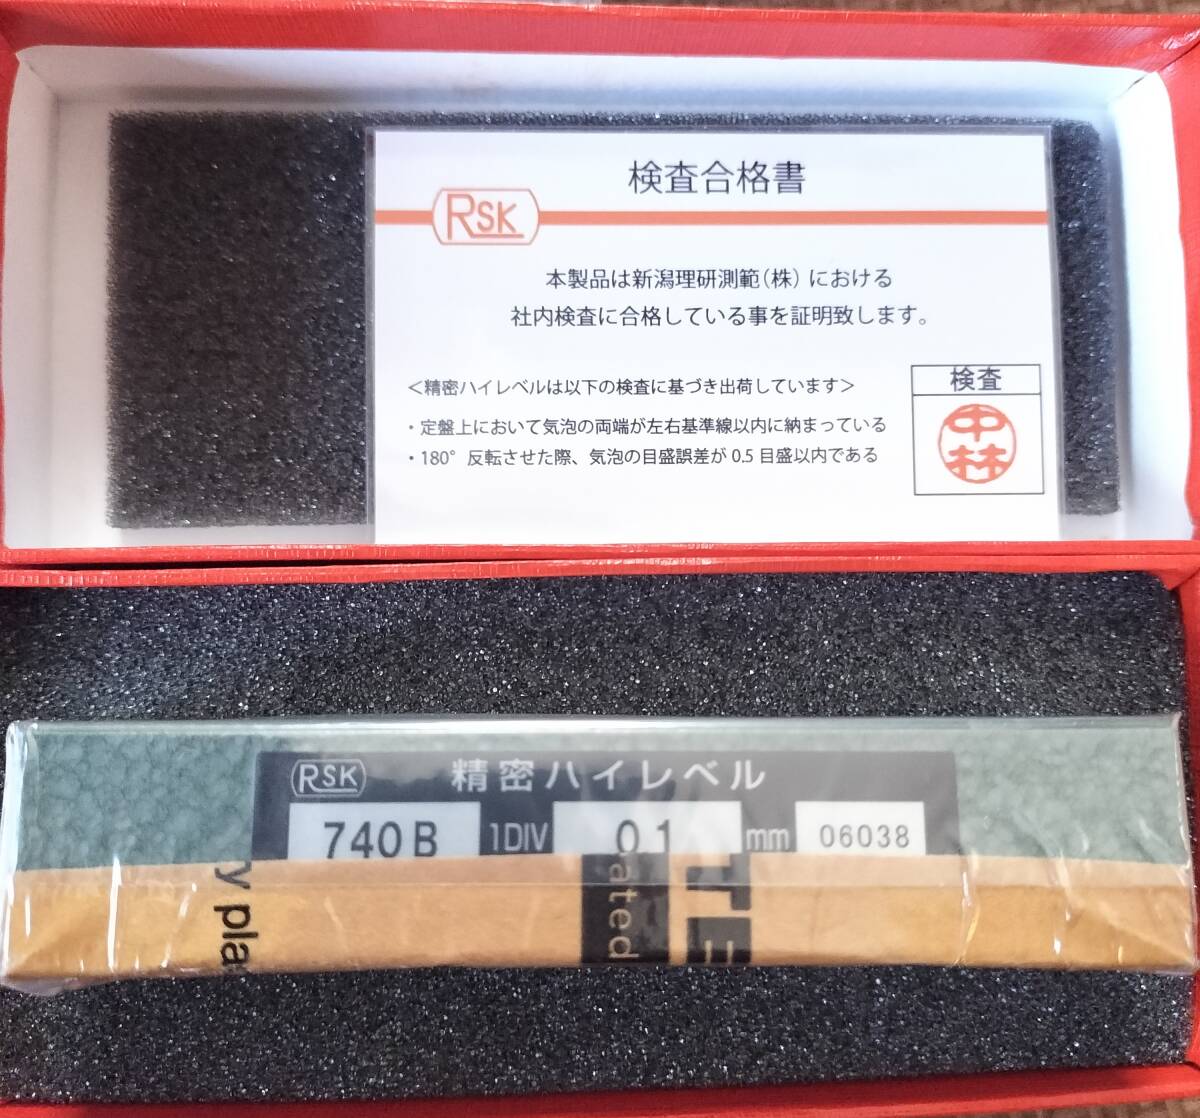 検査合格書
RSK
本製品は新潟理研測範(株)における
社内検査に合格している事を証明致します。
<精密ハイレベルは以下の検査に基づき出荷しています>
・定盤上において気泡の両端が左右基準線以内に納まっている
・180°反転させた際、気泡の目盛誤差が 0.5 目盛以内である
検査
中林
RSK 精密ハイレベル
740B 1DIV 0.1 mm 06038